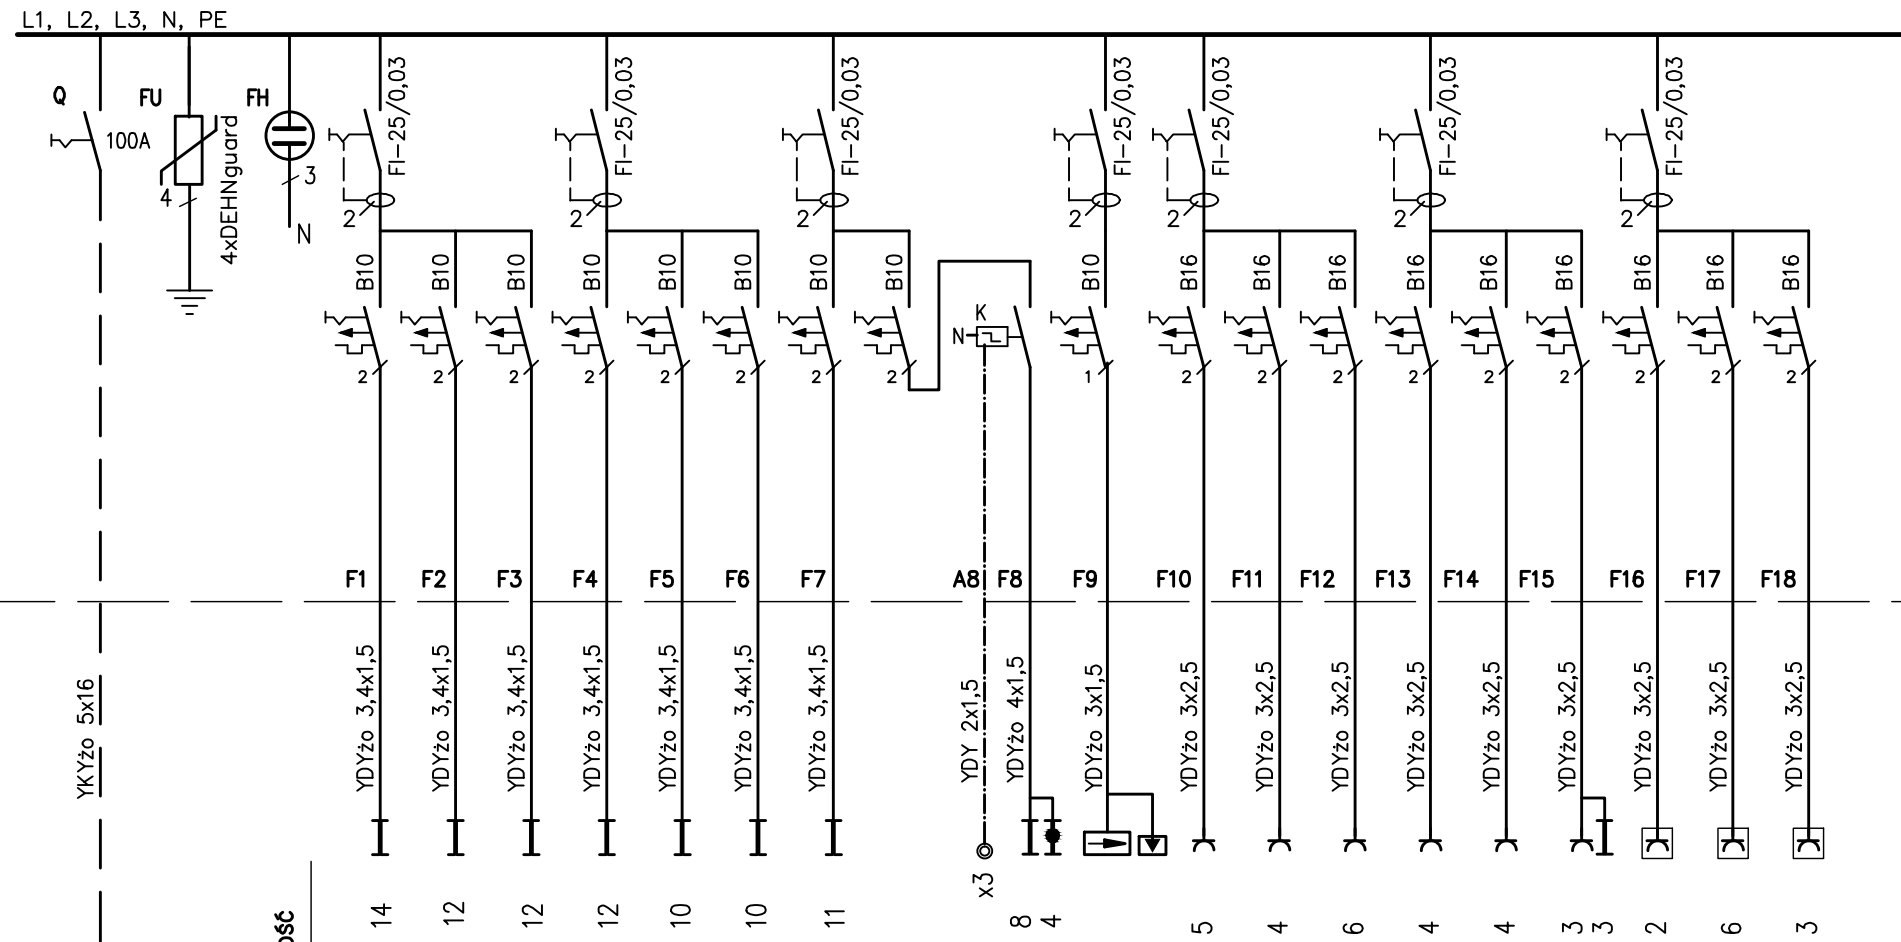 L1, L2, L3, N, PE
Q
100A
FU
4
4xDEHNguard
FH
3
N
FI-25/0,03
FI-25/0,03
FI-25/0,03
FI-25/0,03
FI-25/0,03
FI-25/0,03
FI-25/0,03
2
2
2
2
2
2
2
B10
B10
B10
B10
B10
B10
B10
B10
B10
B16
B16
B16
B16
B16
B16
B16
B16
B16
K
N
2
2
2
2
2
2
2
2
1
2
2
2
2
2
2
2
2
2
F1
F2
F3
F4
F5
F6
F7
A8
F8
F9
F10
F11
F12
F13
F14
F15
F16
F17
F18
YKYżo 5x16
YDYżo 3,4x1,5
YDYżo 3,4x1,5
YDYżo 3,4x1,5
YDYżo 3,4x1,5
YDYżo 3,4x1,5
YDYżo 3,4x1,5
YDYżo 3,4x1,5
YDY 2x1,5
YDYżo 4x1,5
YDYżo 3x1,5
YDYżo 3x2,5
YDYżo 3x2,5
YDYżo 3x2,5
YDYżo 3x2,5
YDYżo 3x2,5
YDYżo 3x2,5
YDYżo 3x2,5
YDYżo 3x2,5
YDYżo 3x2,5
x3
14
12
12
12
10
10
11
8
4
5
4
6
4
4
3
3
2
6
3